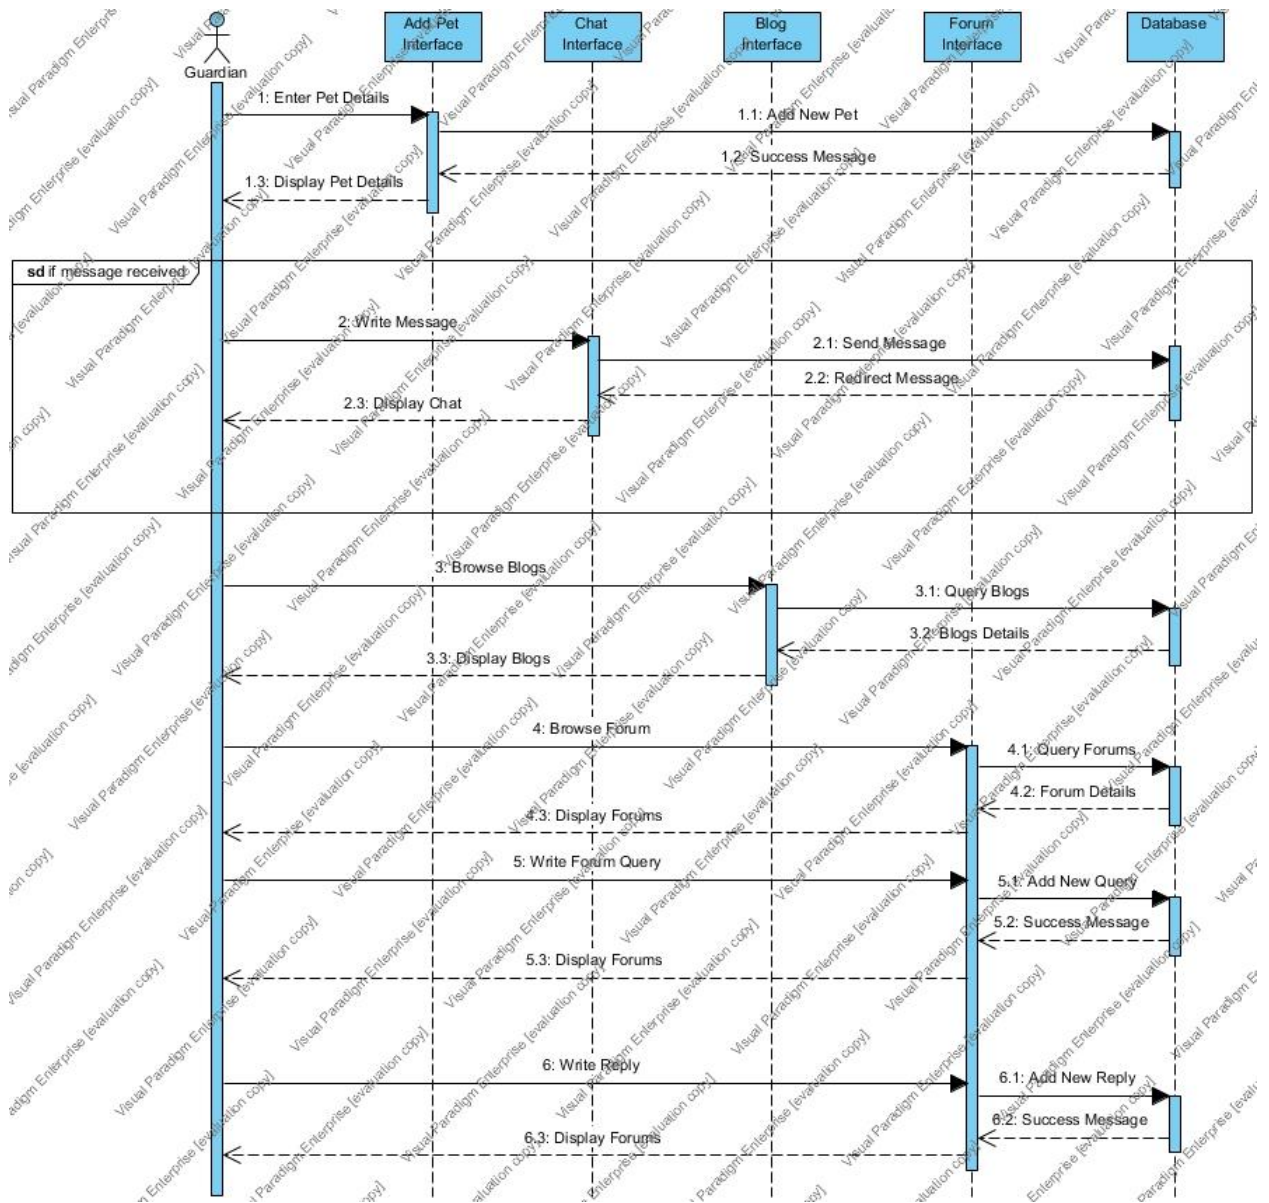 Add Pet
Interface
Chat
Interface
Blog
Interface
Forum
Interface
Database
Guardian
1: Enter Pet Details
1.1: Add New Pet
1.2: Success Message
1.3: Display Pet Details
sd if message received
2: Write Message
2.1: Send Message
2.2: Redirect Message
2.3: Display Chat
3: Browse Blogs
3.1: Query Blogs
3.2: Blogs Details
3.3: Display Blogs
4: Browse Forum
4.1: Query Forums
4.2: Forum Details
4.3: Display Forums
5: Write Forum Query
5.1: Add New Query
5.2: Success Message
5.3: Display Forums
6: Write Reply
6.1: Add New Reply
6.2: Success Message
6.3: Display Forums
Visual Paradigm Enterprise [evaluation copy]